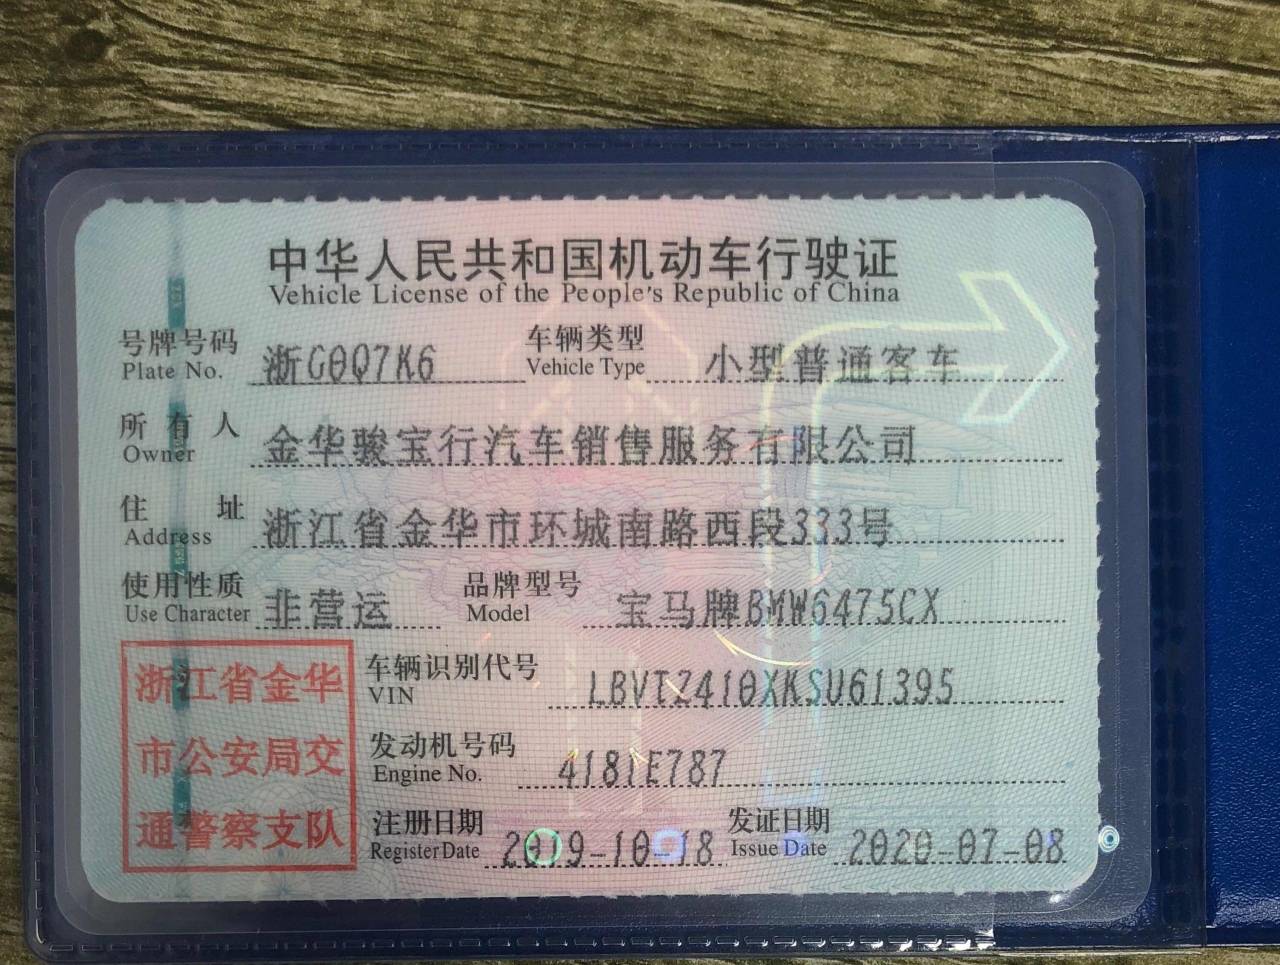 中华人民共和国机动车行驶证
Vehicle License of the People's Republic of China
号牌号码 浙G0Q7K6 车辆类型 小型普通客车
Plate No. Vehicle Type
所有人 金华骏宝行汽车销售服务有限公司
Owner
住址 浙江省金华市环城南路西段333号
Address
使用性质 非营运 品牌型号 宝马牌BMW6475CX
Use Character Model
浙江省金华
市公安局交
通警察支队
车辆识别代号 LBVTZ410XKSU61395
VIN
发动机号码 4181E787
Engine No.
注册日期 2019-10-18 发证日期 2020-07-08
Register Date Issue Date